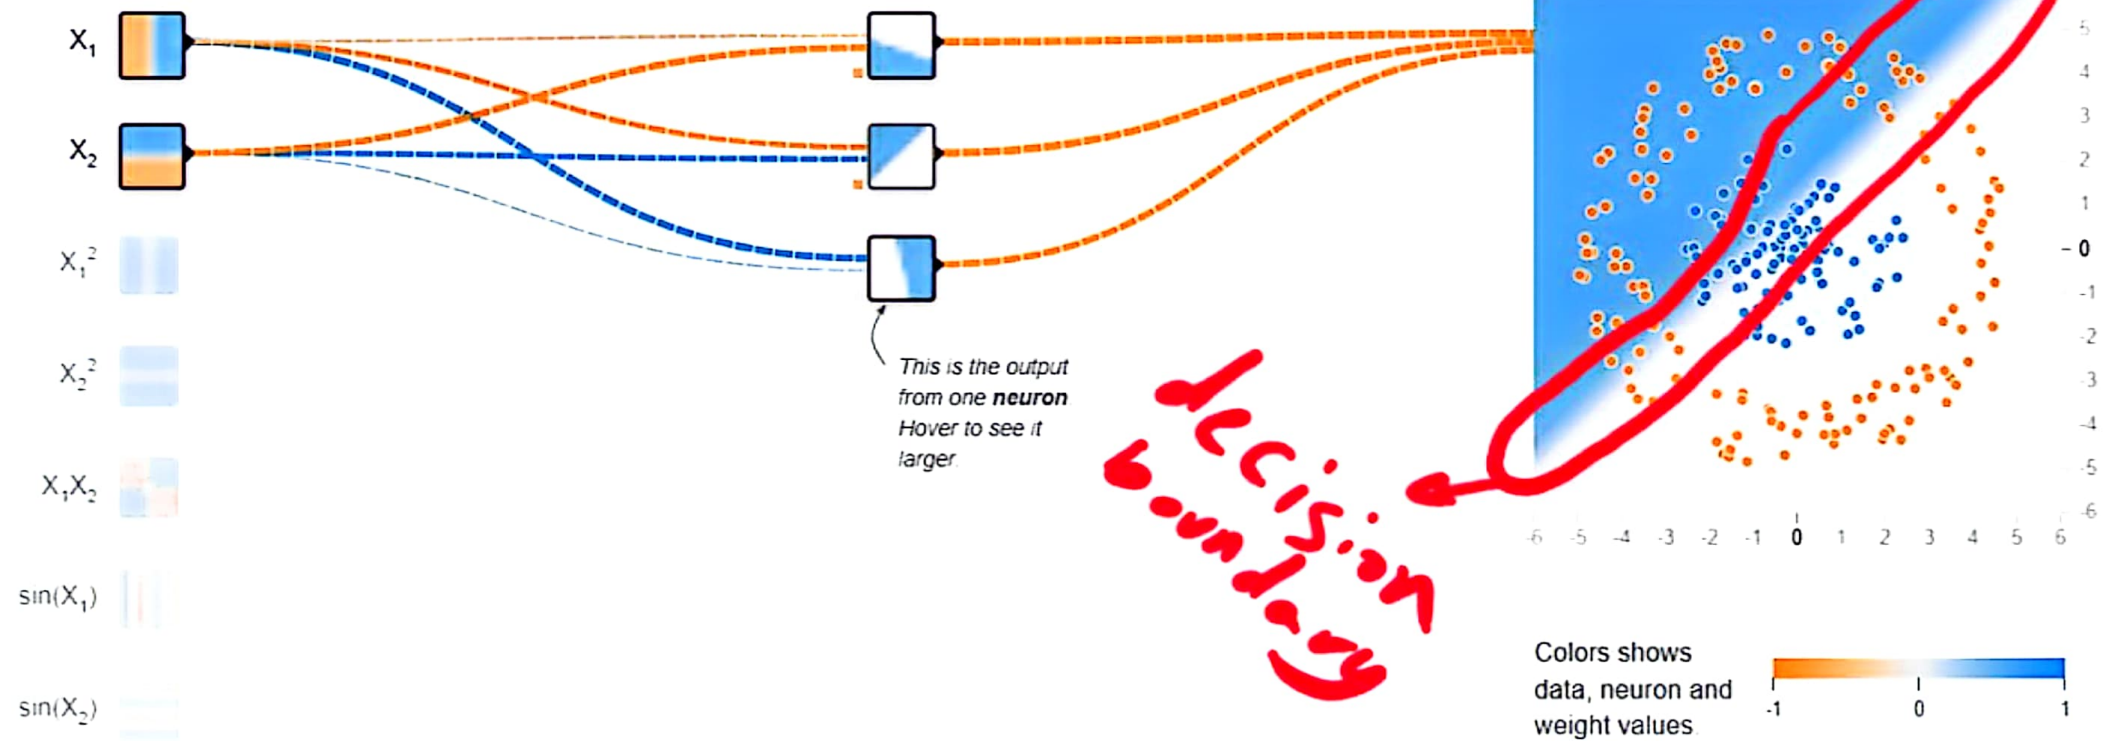 X1
X2
X1²
X2²
X1X2
sin(X1)
sin(X2)
This is the output
from one neuron
Hover to see it
larger.
decision
boundary
5
4
3
2
1
0
-1
-2
-3
-4
-5
-6
-6 -5 -4 -3 -2 -1 0 1 2 3 4 5 6
Colors shows
data, neuron and
weight values.
-1 0 1